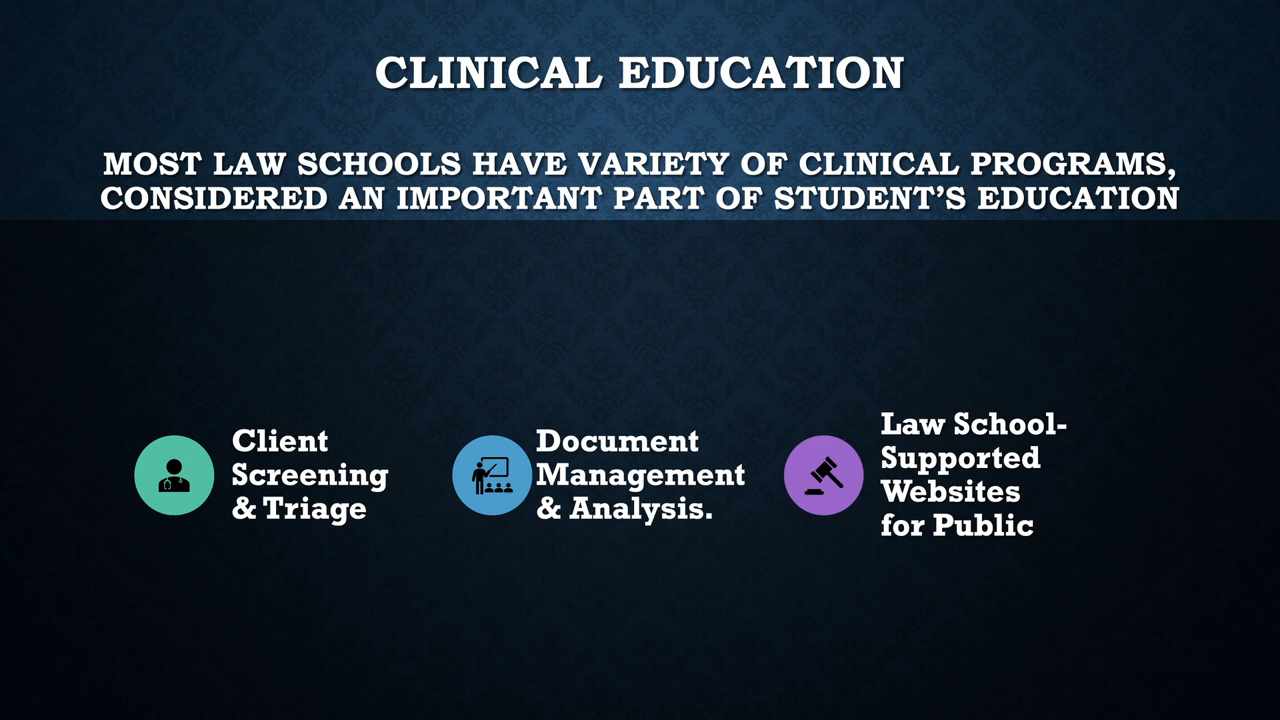 CLINICAL EDUCATION
MOST LAW SCHOOLS HAVE VARIETY OF CLINICAL PROGRAMS,
CONSIDERED AN IMPORTANT PART OF STUDENT’S EDUCATION
Client
Screening
& Triage
Document
Management
& Analysis.
Law School-
Supported
Websites
for Public